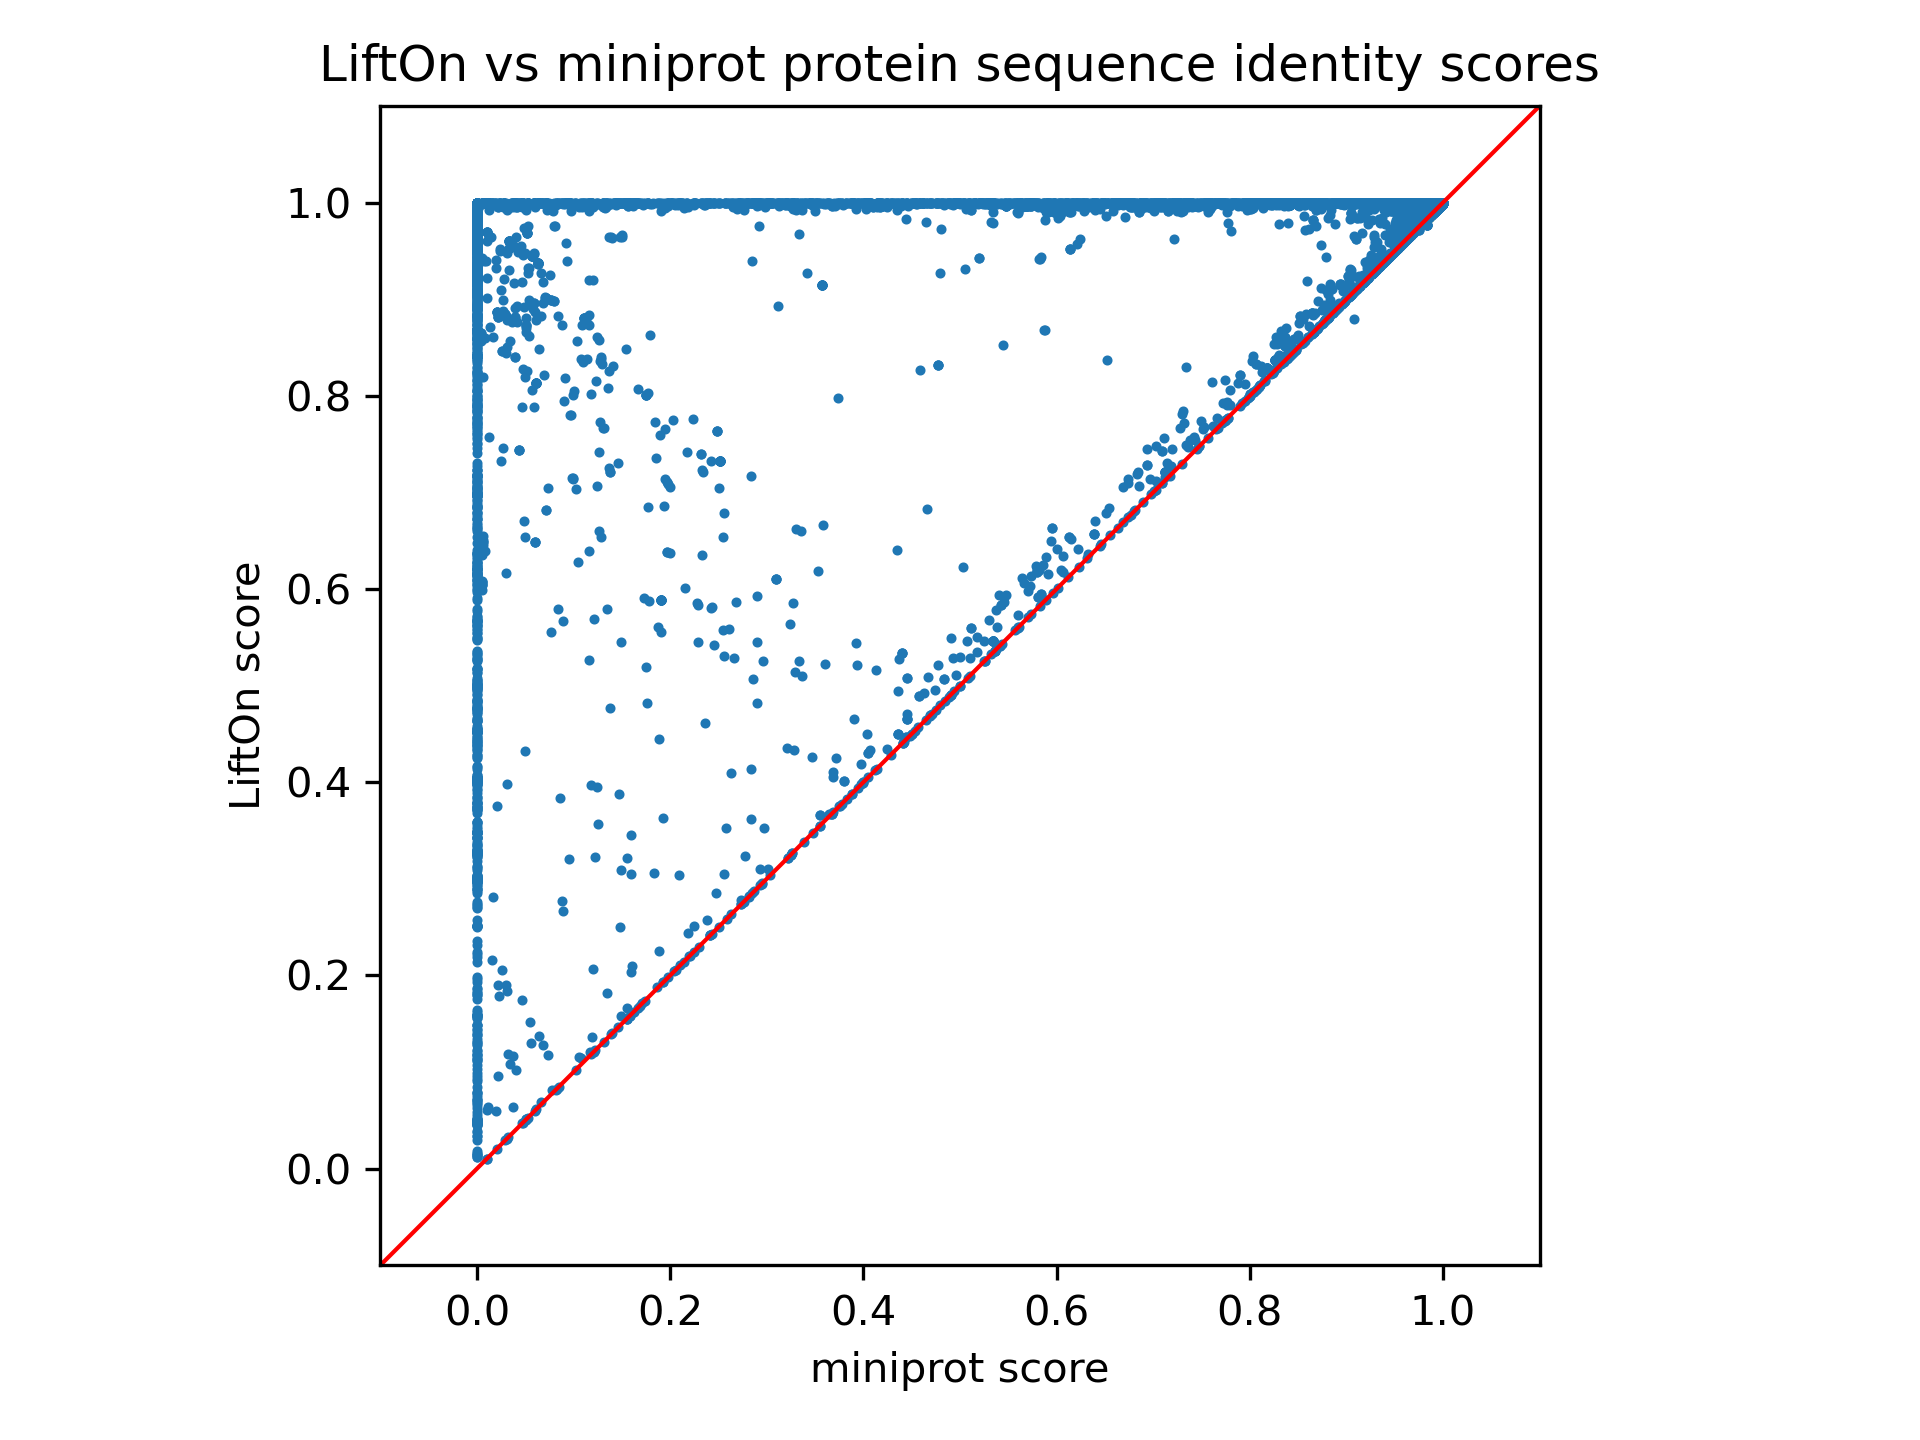 LiftOn vs miniprot protein sequence identity scores
1.0
0.8
0.6
0.4
0.2
0.0
LiftOn score
0.0 0.2 0.4 0.6 0.8 1.0
miniprot score